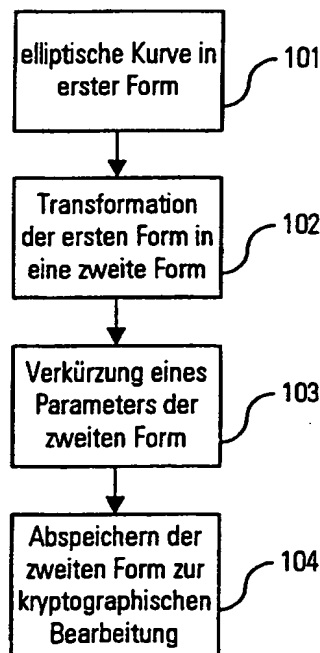 elliptische Kurve in
erster Form
101
Transformation
der ersten Form in
eine zweite Form
102
Verkürzung eines
Parameters der
zweiten Form
103
Abspeichern der
zweiten Form zur
kryptographischen
Bearbeitung
104